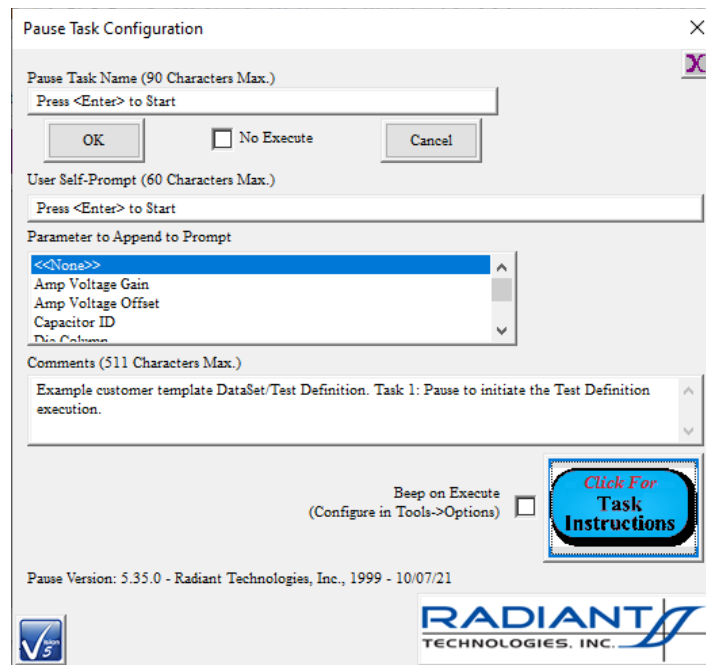 Pause Task Configuration
Pause Task Name (90 Characters Max.)
Press <Enter> to Start
OK
No Execute
Cancel
User Self-Prompt (60 Characters Max.)
Press <Enter> to Start
Parameter to Append to Prompt
<<None>>
Amp Voltage Gain
Amp Voltage Offset
Capacitor ID
Die Column
Comments (511 Characters Max.)
Example customer template DataSet/Test Definition. Task 1: Pause to initiate the Test Definition
execution.
Beep on Execute
(Configure in Tools->Options)
Click For
Task
Instructions
Pause Version: 5.35.0 - Radiant Technologies, Inc., 1999 - 10/07/21
Vision
5
RADIANT
TECHNOLOGIES, INC.